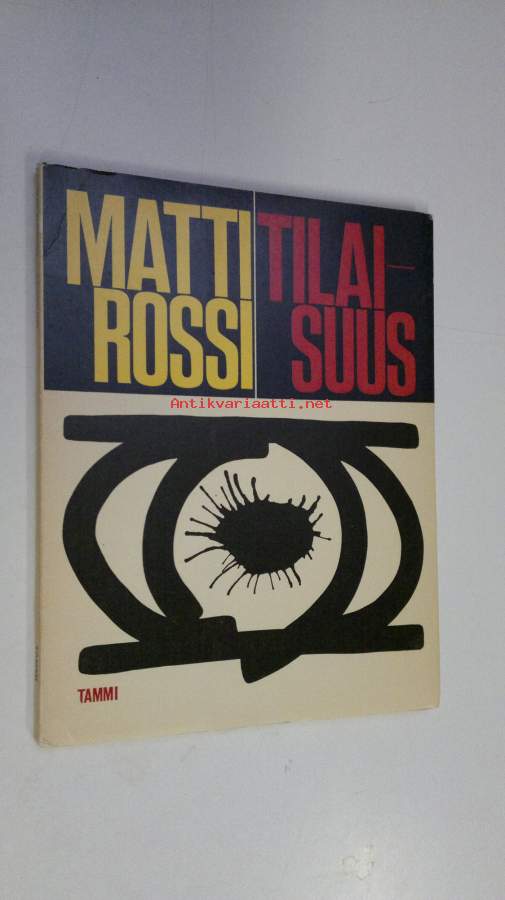 MATTI
ROSSI
TILAI-
SUUS
Antikvariaatti.net
TAMMI